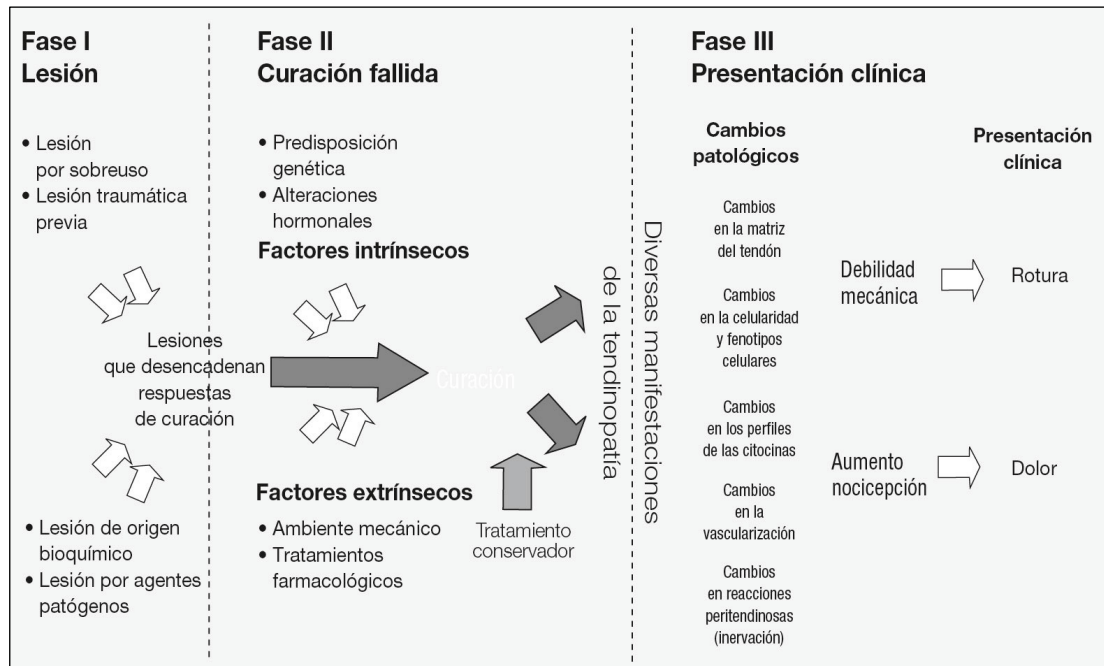 Fase I
Lesión
• Lesión
por sobreuso
• Lesión traumática
previa
Lesiones
que desencadenan
respuestas
de curación
• Lesión de origen
bioquímico
• Lesión por agentes
patógenos
Fase II
Curación fallida
• Predisposición
genética
• Alteraciones
hormonales
Factores intrínsecos
Curación
Factores extrínsecos
• Ambiente mecánico
• Tratamientos
farmacológicos
Tratamiento
conservador
Diversas manifestaciones
de la tendinopatía
Fase III
Presentación clínica
Cambios
patológicos
Cambios
en la matriz
del tendón
Cambios
en la celularidad
y fenotipos
celulares
Cambios
en los perfiles
de las citocinas
Cambios
en la
vascularización
Cambios
en reacciones
peritendinosas
(inervación)
Debilidad
mecánica
Aumento
nocicepción
Presentación
clínica
Rotura
Dolor